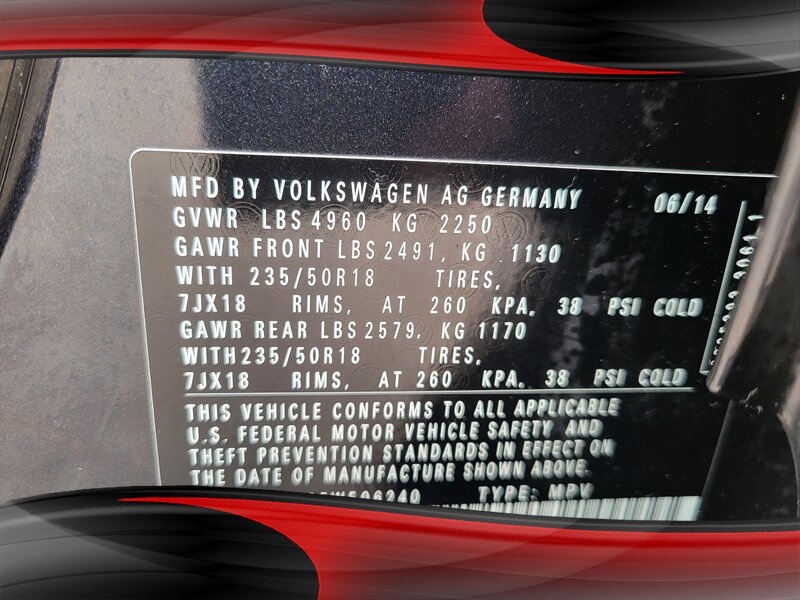 MFD BY VOLKSWAGEN AG GERMANY 06/14
GVWR LBS 4960 KG 2250
GAWR FRONT LBS 2491, KG 1130
WITH 235/50R18 TIRES,
7JX18 RIMS, AT 260 KPA, 38 PSI COLD
GAWR REAR LBS 2579, KG 1170
WITH 235/50R18 TIRES,
7JX18 RIMS, AT 260 KPA, 38 PSI COLD
THIS VEHICLE CONFORMS TO ALL APPLICABLE
U.S. FEDERAL MOTOR VEHICLE SAFETY AND
THEFT PREVENTION STANDARDS IN EFFECT ON
THE DATE OF MANUFACTURE SHOWN ABOVE.
TYPE: MPV